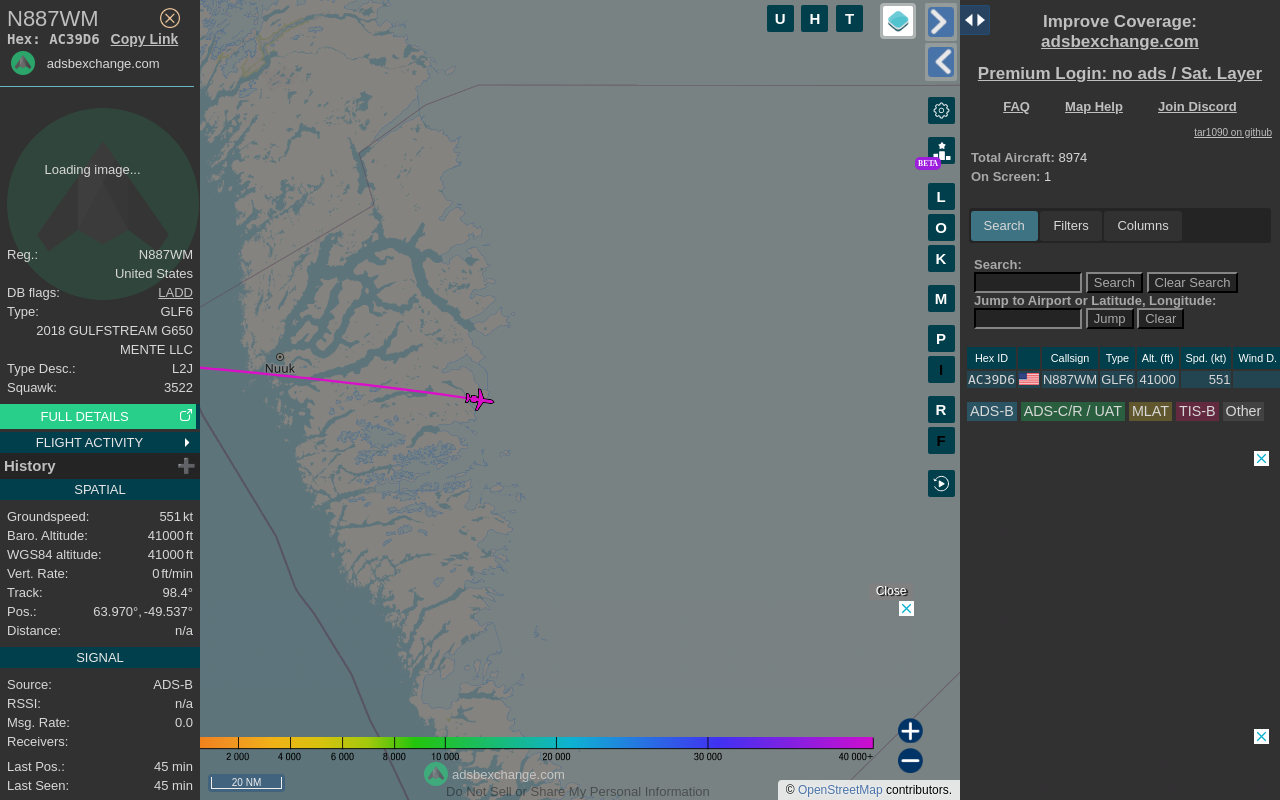 N887WM
Hex: AC39D6 Copy Link
adsbexchange.com
Loading image...
Reg.: N887WM
United States
DB flags: LADD
Type: GLF6
2018 GULFSTREAM G650
MENTE LLC
Type Desc.: L2J
Squawk: 3522
FULL DETAILS
FLIGHT ACTIVITY
History
SPATIAL
Groundspeed: 551 kt
Baro. Altitude: 41000 ft
WGS84 altitude: 41000 ft
Vert. Rate: 0 ft/min
Track: 98.4°
Pos.: 63.970°, -49.537°
Distance: n/a
SIGNAL
Source: ADS-B
RSSI: n/a
Msg. Rate: 0.0
Receivers:
Last Pos.: 45 min
Last Seen: 45 min
U H T
BETA
L
O
K
M
P
I
R
F
Nuuk
Close
2 000 4 000 6 000 8 000 10 000 20 000 30 000 40 000+
adsbexchange.com
20 NM
Do Not Sell or Share My Personal Information
© OpenStreetMap contributors.
Improve Coverage:
adsbexchange.com
Premium Login: no ads / Sat. Layer
FAQ Map Help Join Discord
tar1090 on github
Total Aircraft: 8974
On Screen: 1
Search Filters Columns
Search:
Search Clear Search
Jump to Airport or Latitude, Longitude:
Jump Clear
Hex ID Callsign Type Alt. (ft) Spd. (kt) Wind D.
AC39D6 N887WM GLF6 41000 551
ADS-B ADS-C/R / UAT MLAT TIS-B Other